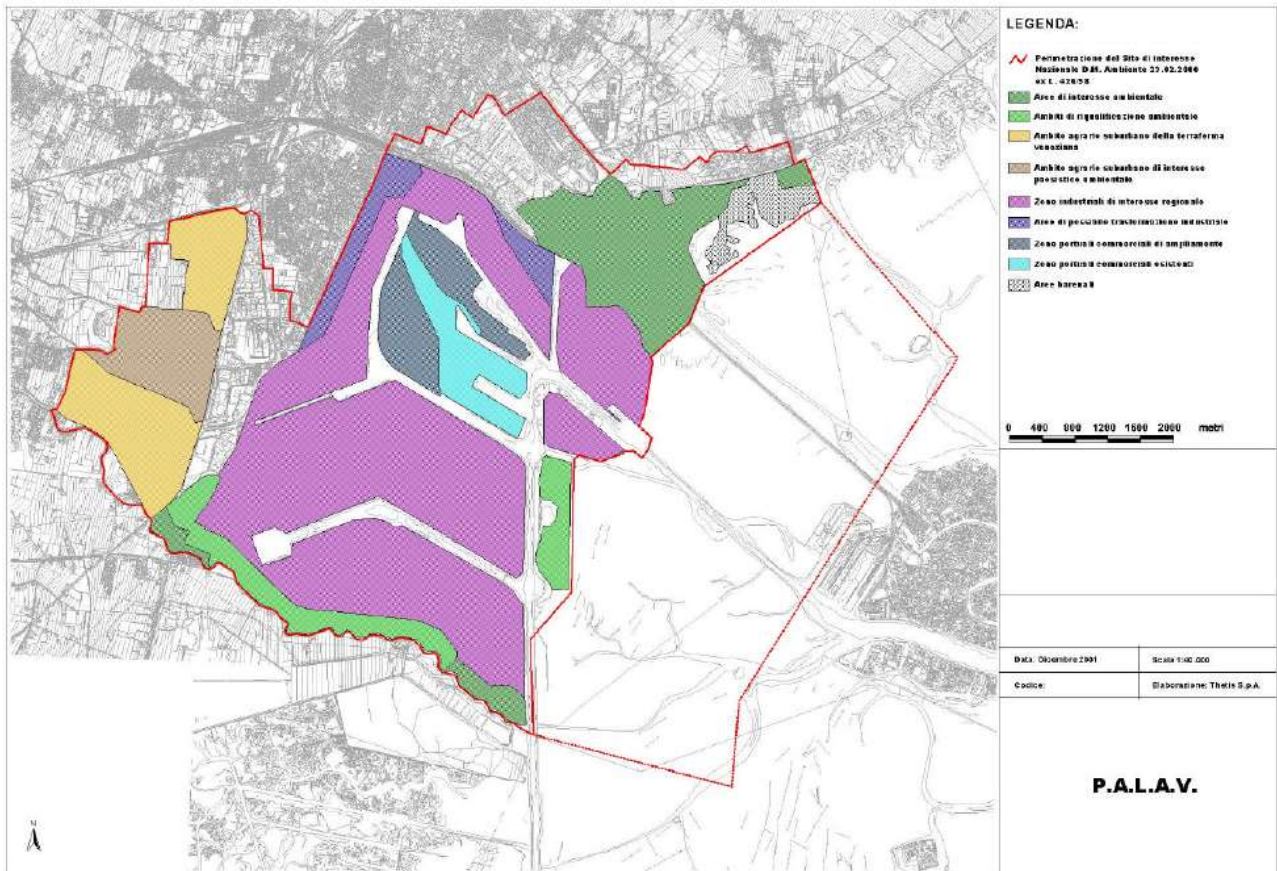 LEGENDA:
Perimetrazione del Sito di Interesse
Nazionale D.M. Ambiente 23.02.2000
ex L. 426/98
Aree di interesse ambientale
Ambiti di riqualificazione ambientale
Ambito agrario suburbano della terraferma
veneziana
Ambito agrario suburbano di interesse
paesistico ambientale
Zone industriali di interesse regionale
Aree di possibile trasformazione industriale
Zone portuali commerciali di ampliamento
Zone portuali commerciali esistenti
Aree barenali
0 400 800 1200 1600 2000 metri
Data: Dicembre 2001
Scala 1:40.000
Codice:
Elaborazione: Thetis S.p.A.
P.A.L.A.V.
N